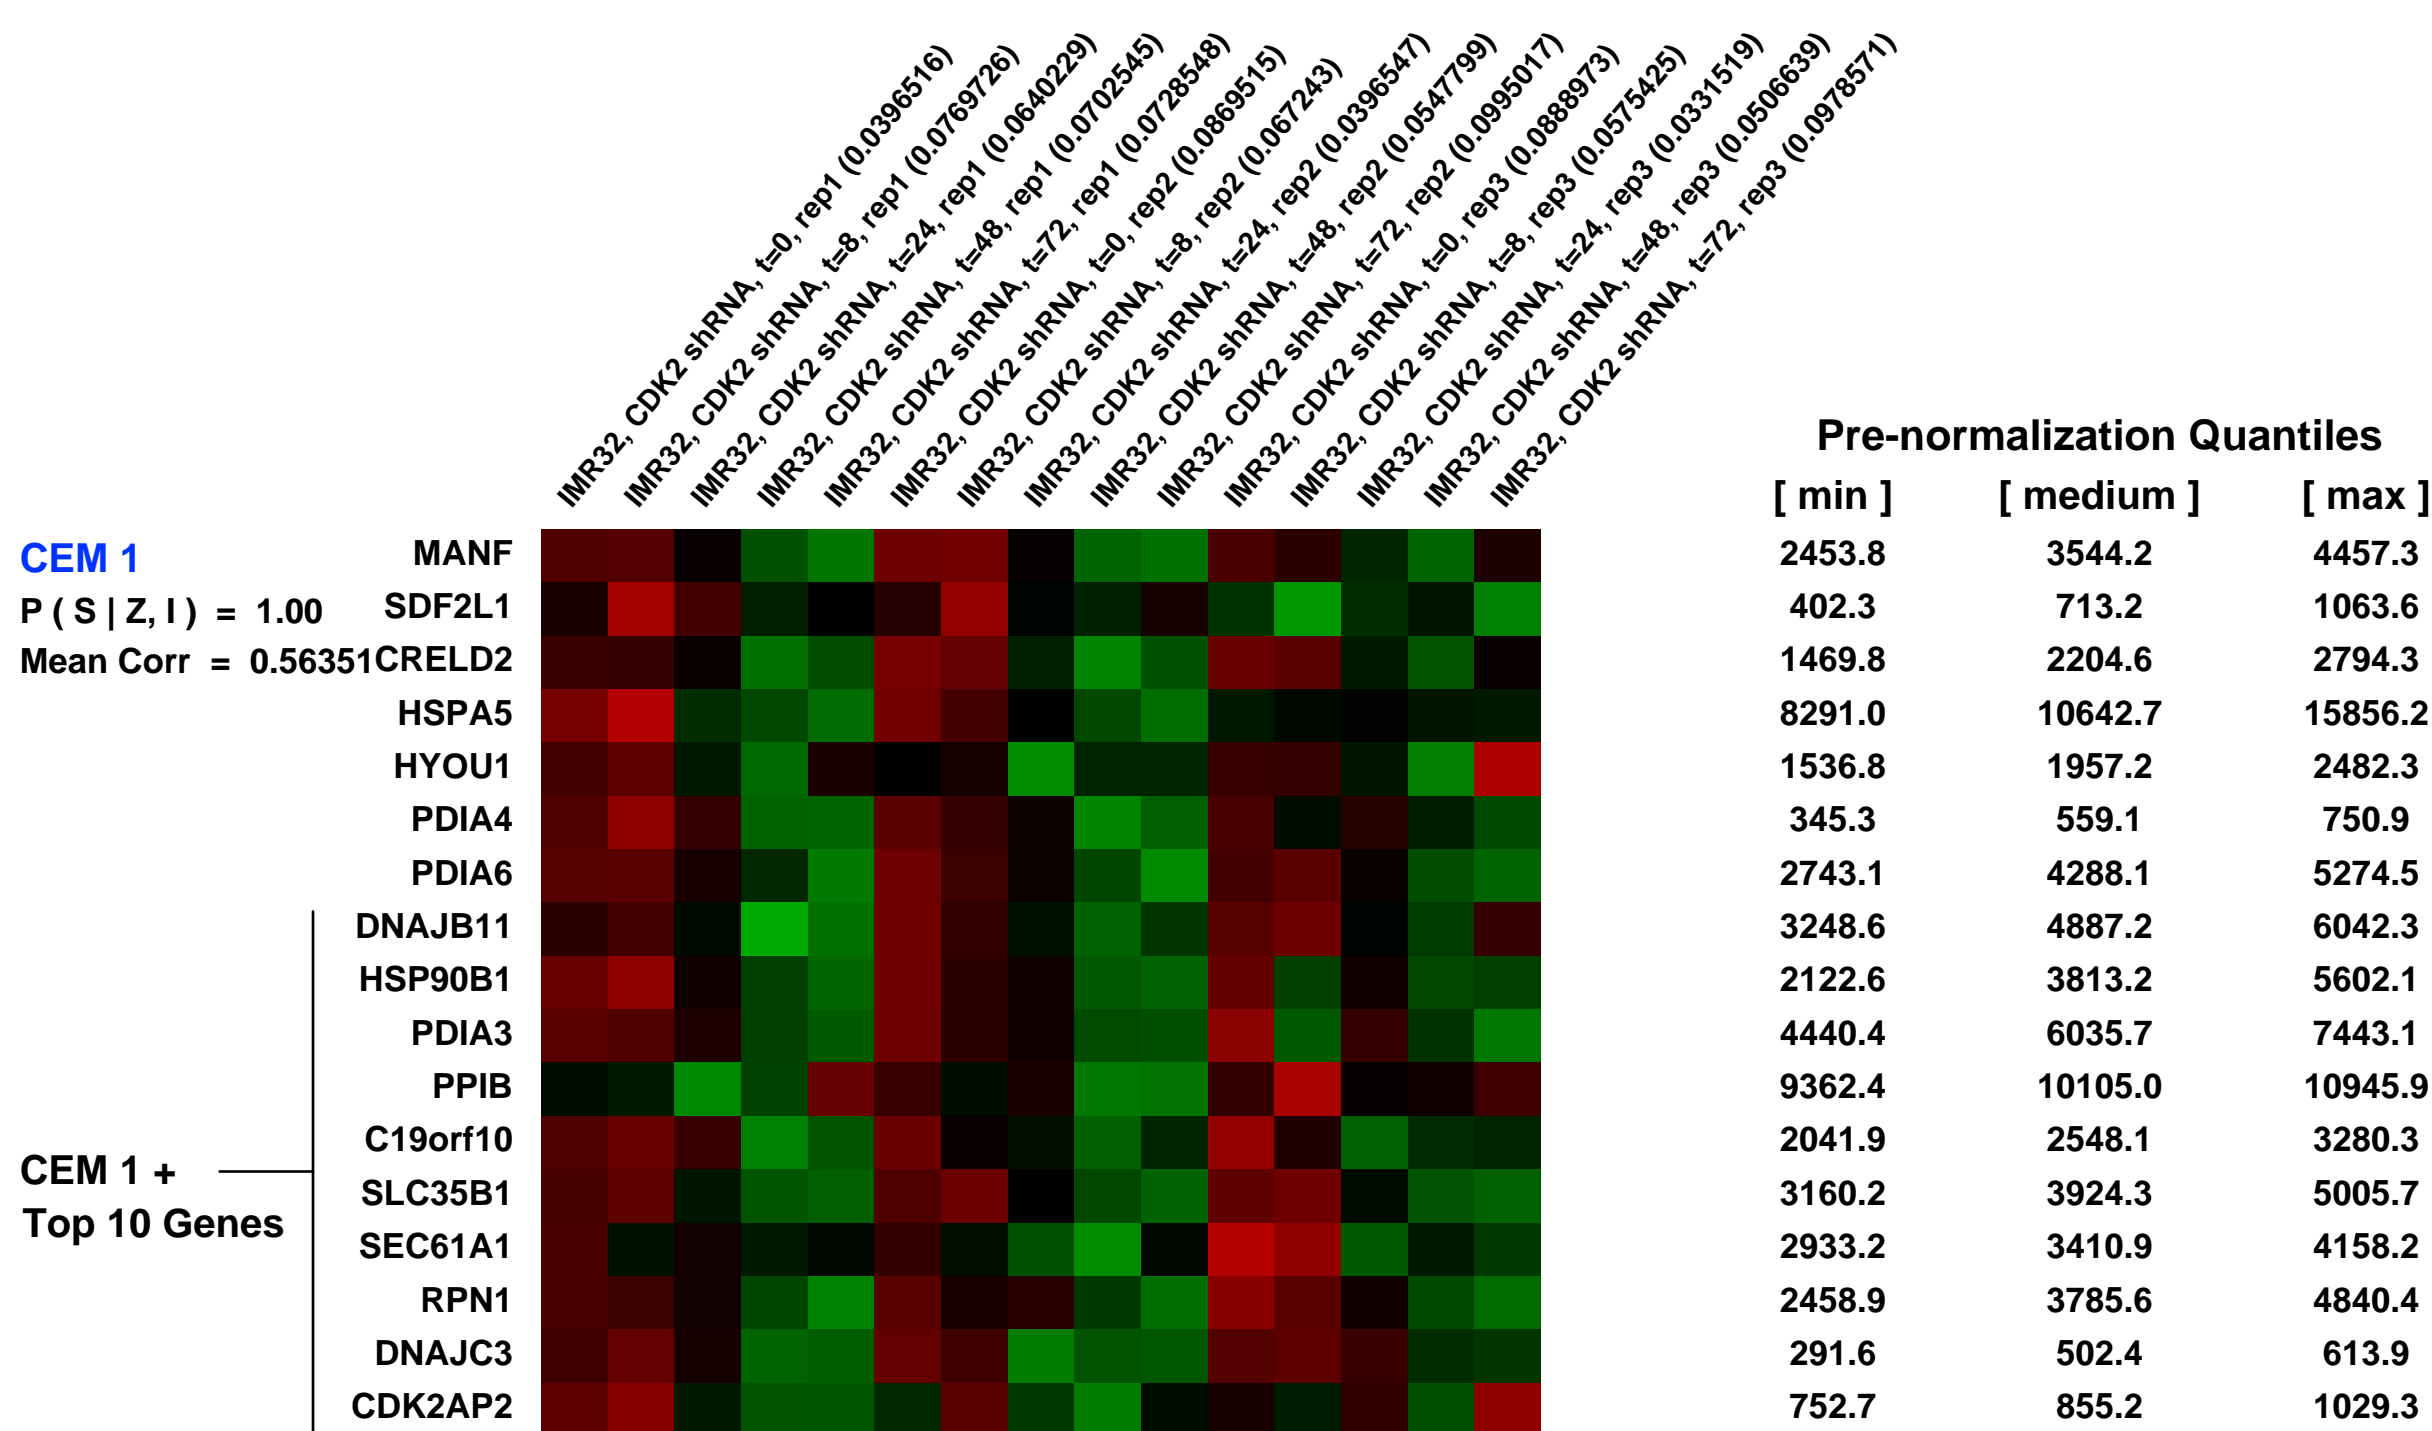 IMR32, CDK2 shRNA, t=0, rep1 (0.0396516)
IMR32, CDK2 shRNA, t=8, rep1 (0.0769726)
IMR32, CDK2 shRNA, t=24, rep1 (0.0640229)
IMR32, CDK2 shRNA, t=48, rep1 (0.0702545)
IMR32, CDK2 shRNA, t=72, rep1 (0.0728548)
IMR32, CDK2 shRNA, t=0, rep2 (0.0869515)
IMR32, CDK2 shRNA, t=8, rep2 (0.067243)
IMR32, CDK2 shRNA, t=24, rep2 (0.0396547)
IMR32, CDK2 shRNA, t=48, rep2 (0.0547799)
IMR32, CDK2 shRNA, t=72, rep2 (0.0995017)
IMR32, CDK2 shRNA, t=0, rep3 (0.0888973)
IMR32, CDK2 shRNA, t=8, rep3 (0.0575425)
IMR32, CDK2 shRNA, t=24, rep3 (0.0331519)
IMR32, CDK2 shRNA, t=48, rep3 (0.0506639)
IMR32, CDK2 shRNA, t=72, rep3 (0.0978571)
Pre-normalization Quantiles
[ min ] [ medium ] [ max ]
CEM 1 MANF 2453.8 3544.2 4457.3
P ( S | Z, I ) = 1.00 SDF2L1 402.3 713.2 1063.6
Mean Corr = 0.56351 CRELD2 1469.8 2204.6 2794.3
HSPA5 8291.0 10642.7 15856.2
HYOU1 1536.8 1957.2 2482.3
PDIA4 345.3 559.1 750.9
PDIA6 2743.1 4288.1 5274.5
DNAJB11 3248.6 4887.2 6042.3
HSP90B1 2122.6 3813.2 5602.1
PDIA3 4440.4 6035.7 7443.1
PPIB 9362.4 10105.0 10945.9
C19orf10 2041.9 2548.1 3280.3
CEM 1 +
SLC35B1 3160.2 3924.3 5005.7
Top 10 Genes
SEC61A1 2933.2 3410.9 4158.2
RPN1 2458.9 3785.6 4840.4
DNAJC3 291.6 502.4 613.9
CDK2AP2 752.7 855.2 1029.3